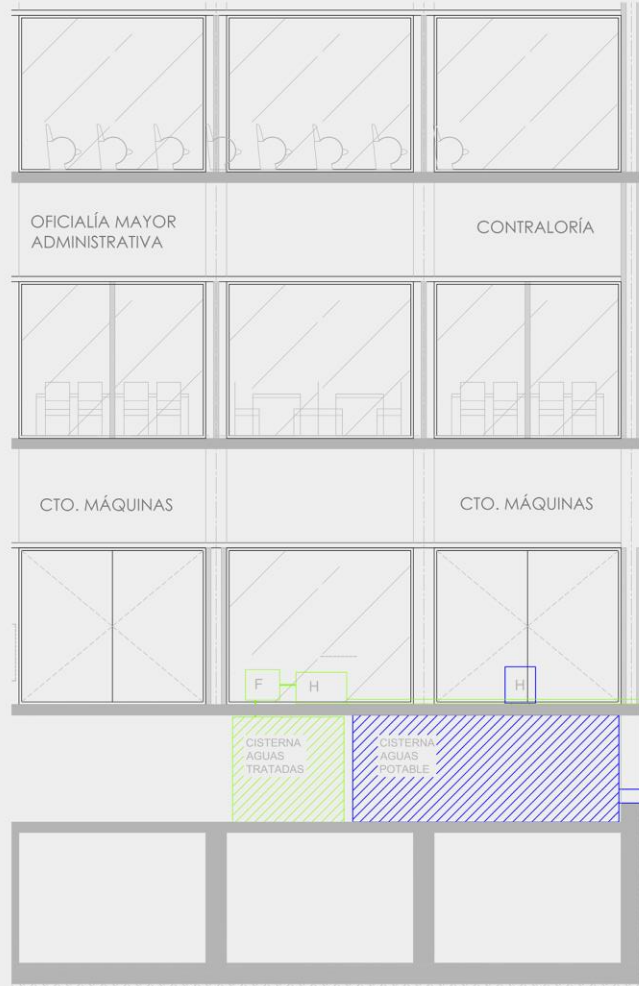 OFICIALÍA MAYOR
ADMINISTRATIVA
CONTRALORÍA
CTO. MÁQUINAS
CTO. MÁQUINAS
F
H
H
CISTERNA
AGUAS
TRATADAS
CISTERNA
AGUAS
POTABLE